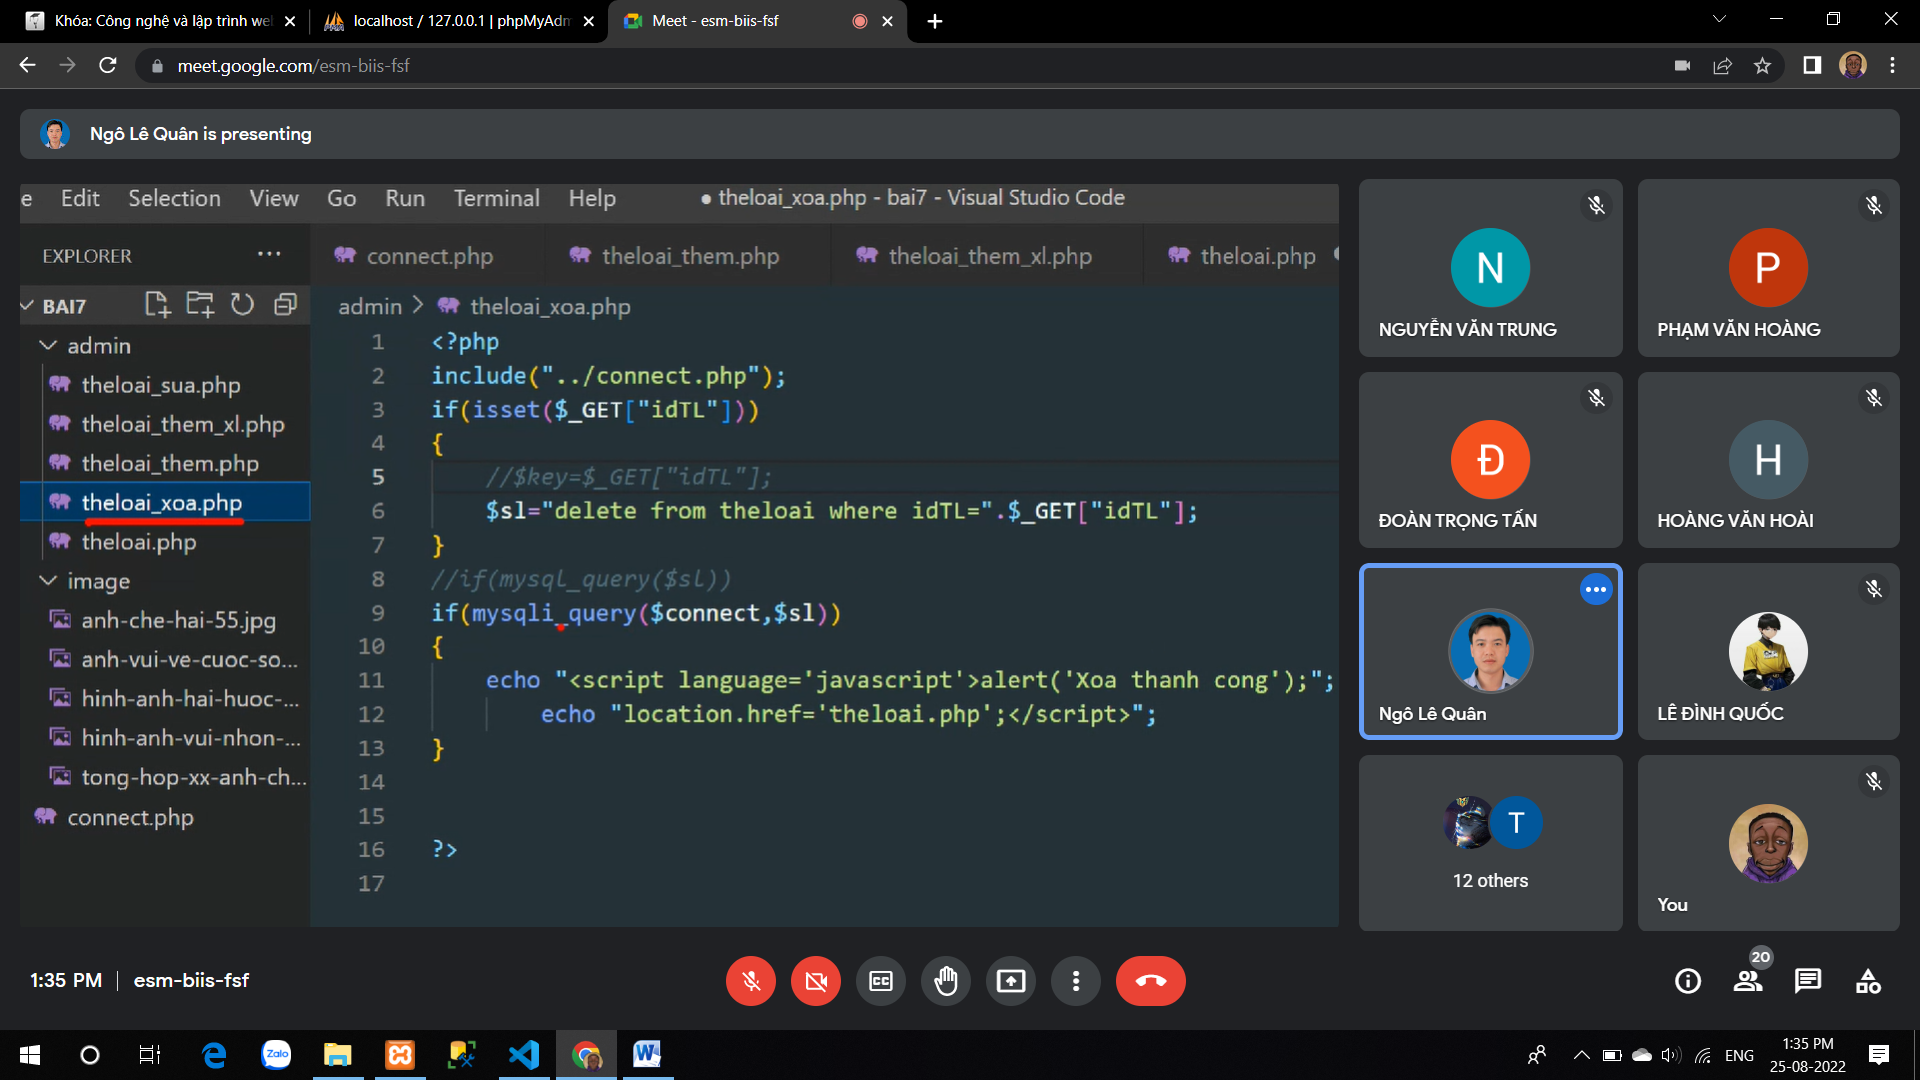 Khóa: Công nghệ và lập trình we
localhost / 127.0.0.1 | phpMyAdm
Meet - esm-biis-fsf
meet.google.com/esm-biis-fsf
Ngô Lê Quân is presenting
e Edit Selection View Go Run Terminal Help
● theloai_xoa.php - bai7 - Visual Studio Code
EXPLORER
connect.php
theloai_them.php
theloai_them_xl.php
theloai.php
BAI7
admin
theloai_sua.php
theloai_them_xl.php
theloai_them.php
theloai_xoa.php
theloai.php
image
anh-che-hai-55.jpg
anh-vui-ve-cuoc-so...
hinh-anh-hai-huoc-...
hinh-anh-vui-nhon-...
tong-hop-xx-anh-ch...
connect.php
admin > theloai_xoa.php
1 <?php
2 include("../connect.php");
3 if(isset($_GET["idTL"]))
4 {
5 //$key=$_GET["idTL"];
6 $sl="delete from theloai where idTL=".$_GET["idTL"];
7 }
8 //if(mysql_query($sl))
9 if(mysqli_query($connect,$sl))
10 {
11 echo "<script language='javascript'>alert('Xoa thanh cong');";
12 echo "location.href='theloai.php';</script>";
13 }
14
15
16 ?>
17
N
NGUYỄN VĂN TRUNG
P
PHẠM VĂN HOÀNG
Đ
ĐOÀN TRỌNG TẤN
H
HOÀNG VĂN HOÀI
Ngô Lê Quân
LÊ ĐÌNH QUỐC
T
12 others
You
1:35 PM | esm-biis-fsf
20
Zalo
ENG
1:35 PM
25-08-2022